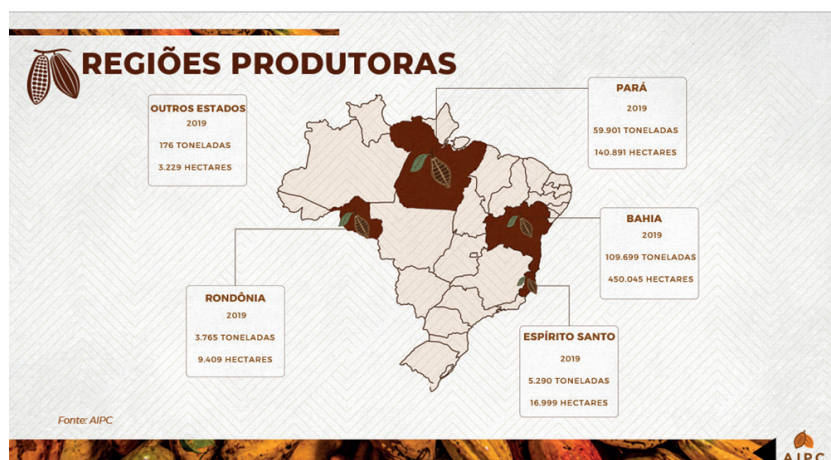 REGIÕES PRODUTORAS
OUTROS ESTADOS
2019
176 TONELADAS
3.229 HECTARES
PARÁ
2019
59.901 TONELADAS
140.891 HECTARES
BAHIA
2019
109.699 TONELADAS
450.045 HECTARES
RONDÔNIA
2019
3.765 TONELADAS
9.409 HECTARES
ESPÍRITO SANTO
2019
5.290 TONELADAS
16.999 HECTARES
Fonte: AIPC
AIPC